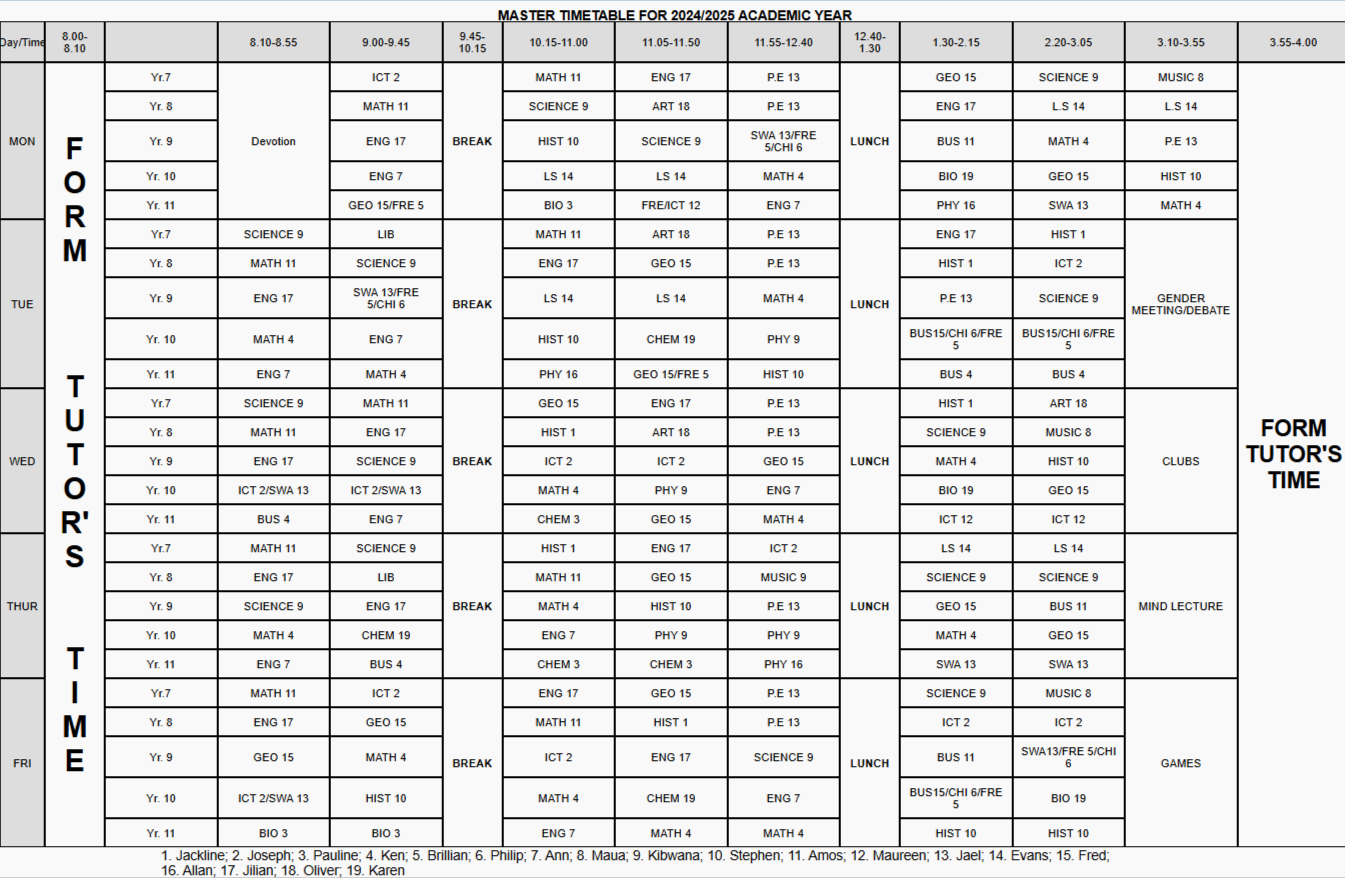 MASTER TIMETABLE FOR 2024/2025 ACADEMIC YEAR
Day/Time 8.00-8.10 8.10-8.55 9.00-9.45 9.45-10.15 10.15-11.00 11.05-11.50 11.55-12.40 12.40-1.30 1.30-2.15 2.20-3.05 3.10-3.55 3.55-4.00
FORM TUTOR'S TIME
MON
Yr.7 Devotion ICT 2 BREAK MATH 11 ENG 17 P.E 13 LUNCH GEO 15 SCIENCE 9 MUSIC 8
Yr. 8 MATH 11 SCIENCE 9 ART 18 P.E 13 ENG 17 L.S 14 L.S 14
Yr. 9 ENG 17 HIST 10 SCIENCE 9 SWA 13/FRE 5/CHI 6 BUS 11 MATH 4 P.E 13
Yr. 10 ENG 7 LS 14 LS 14 MATH 4 BIO 19 GEO 15 HIST 10
Yr. 11 GEO 15/FRE 5 BIO 3 FRE/ICT 12 ENG 7 PHY 16 SWA 13 MATH 4
TUE
Yr.7 SCIENCE 9 LIB BREAK MATH 11 ART 18 P.E 13 LUNCH ENG 17 HIST 1 GENDER MEETING/DEBATE
Yr. 8 MATH 11 SCIENCE 9 ENG 17 GEO 15 P.E 13 HIST 1 ICT 2
Yr. 9 ENG 17 SWA 13/FRE 5/CHI 6 LS 14 LS 14 MATH 4 P.E 13 SCIENCE 9
Yr. 10 MATH 4 ENG 7 HIST 10 CHEM 19 PHY 9 BUS15/CHI 6/FRE 5 BUS15/CHI 6/FRE 5
Yr. 11 ENG 7 MATH 4 PHY 16 GEO 15/FRE 5 HIST 10 BUS 4 BUS 4
WED
Yr.7 SCIENCE 9 MATH 11 BREAK GEO 15 ENG 17 P.E 13 LUNCH HIST 1 ART 18 CLUBS
Yr. 8 MATH 11 ENG 17 HIST 1 ART 18 P.E 13 SCIENCE 9 MUSIC 8
Yr. 9 ENG 17 SCIENCE 9 ICT 2 ICT 2 GEO 15 MATH 4 HIST 10
Yr. 10 ICT 2/SWA 13 ICT 2/SWA 13 MATH 4 PHY 9 ENG 7 BIO 19 GEO 15
Yr. 11 BUS 4 ENG 7 CHEM 3 GEO 15 MATH 4 ICT 12 ICT 12
THUR
Yr.7 MATH 11 SCIENCE 9 BREAK HIST 1 ENG 17 ICT 2 LUNCH LS 14 LS 14 MIND LECTURE
Yr. 8 ENG 17 LIB MATH 11 GEO 15 MUSIC 9 SCIENCE 9 SCIENCE 9
Yr. 9 SCIENCE 9 ENG 17 MATH 4 HIST 10 P.E 13 GEO 15 BUS 11
Yr. 10 MATH 4 CHEM 19 ENG 7 PHY 9 PHY 9 MATH 4 GEO 15
Yr. 11 ENG 7 BUS 4 CHEM 3 CHEM 3 PHY 16 SWA 13 SWA 13
FRI
Yr.7 MATH 11 ICT 2 BREAK ENG 17 GEO 15 P.E 13 LUNCH SCIENCE 9 MUSIC 8 GAMES
Yr. 8 ENG 17 GEO 15 MATH 11 HIST 1 P.E 13 ICT 2 ICT 2
Yr. 9 GEO 15 MATH 4 ICT 2 ENG 17 SCIENCE 9 BUS 11 SWA13/FRE 5/CHI 6
Yr. 10 ICT 2/SWA 13 HIST 10 MATH 4 CHEM 19 ENG 7 BUS15/CHI 6/FRE 5 BIO 19
Yr. 11 BIO 3 BIO 3 ENG 7 MATH 4 MATH 4 HIST 10 HIST 10
FORM
TUTOR'S
TIME
1. Jackline; 2. Joseph; 3. Pauline; 4. Ken; 5. Brillian; 6. Philip; 7. Ann; 8. Maua; 9. Kibwana; 10. Stephen; 11. Amos; 12. Maureen; 13. Jael; 14. Evans; 15. Fred;
16. Allan; 17. Jilian; 18. Oliver; 19. Karen